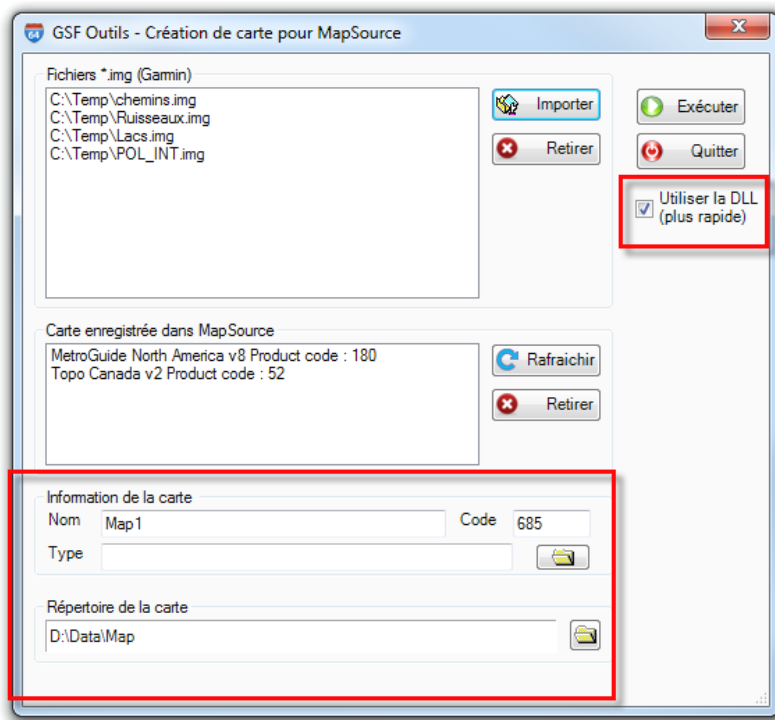 GSF Outils - Création de carte pour MapSource
Fichiers *.img (Garmin)
C:\Temp\chemins.img
C:\Temp\Ruisseaux.img
C:\Temp\Lacs.img
C:\Temp\POL_INT.img
Importer
Retirer
Exécuter
Quitter
Utiliser la DLL
(plus rapide)
Carte enregistrée dans MapSource
MetroGuide North America v8 Product code : 180
Topo Canada v2 Product code : 52
Rafraichir
Retirer
Information de la carte
Nom Map1 Code 685
Type
Répertoire de la carte
D:\Data\Map